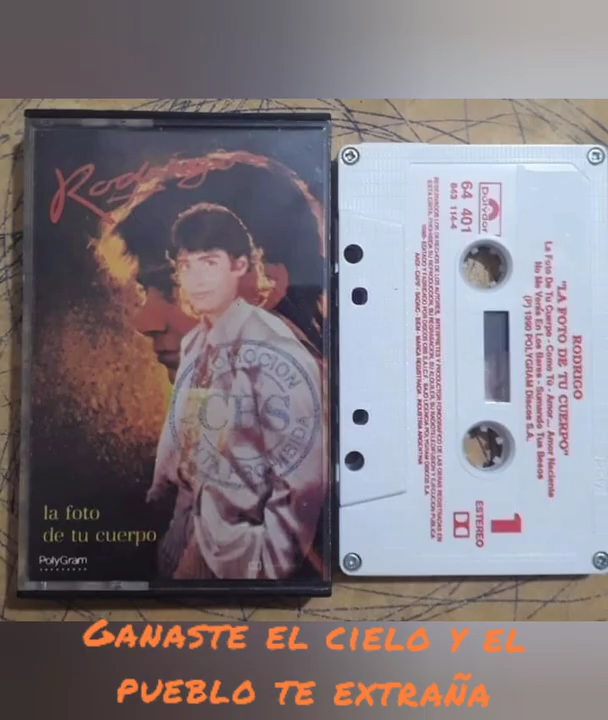 Rodrigo
PROMOCION
CBS
VENTA PROHIBIDA
la foto
de tu cuerpo
PolyGram
Polydor
64 401
843 114-4
RODRIGO
"LA FOTO DE TU CUERPO"
La Foto De Tu Cuerpo - Como Tú - Amor ... Amor Naciente
No Me Verás En Los Bares - Sumando Tus Besos
(P) 1990 POLYGRAM Discos S.A.
1
ESTEREO
GANASTE EL CIELO Y EL
PUEBLO TE EXTRAÑA